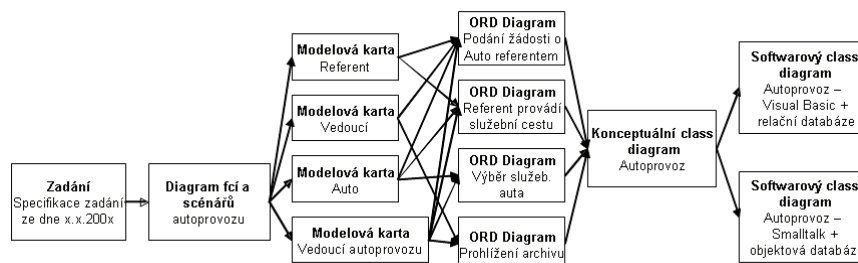 Zadání
Specifikace zadání
ze dne x.x.200x
Diagram fcí a
scénářů
autoprovozu
Modelová karta
Referent
Modelová karta
Vedoucí
Modelová karta
Auto
Modelová karta
Vedoucí autoprovozu
ORD Diagram
Podání žádosti o
Auto referentem
ORD Diagram
Referent provádí
služební cestu
ORD Diagram
Výběr služeb.
auta
ORD Diagram
Prohlížení archivu
Konceptuální class
diagram
Autoprovoz
Softwarový class
diagram
Autoprovoz –
Visual Basic +
relační databáze
Softwarový class
diagram
Autoprovoz –
Smalltalk +
objektová databáze